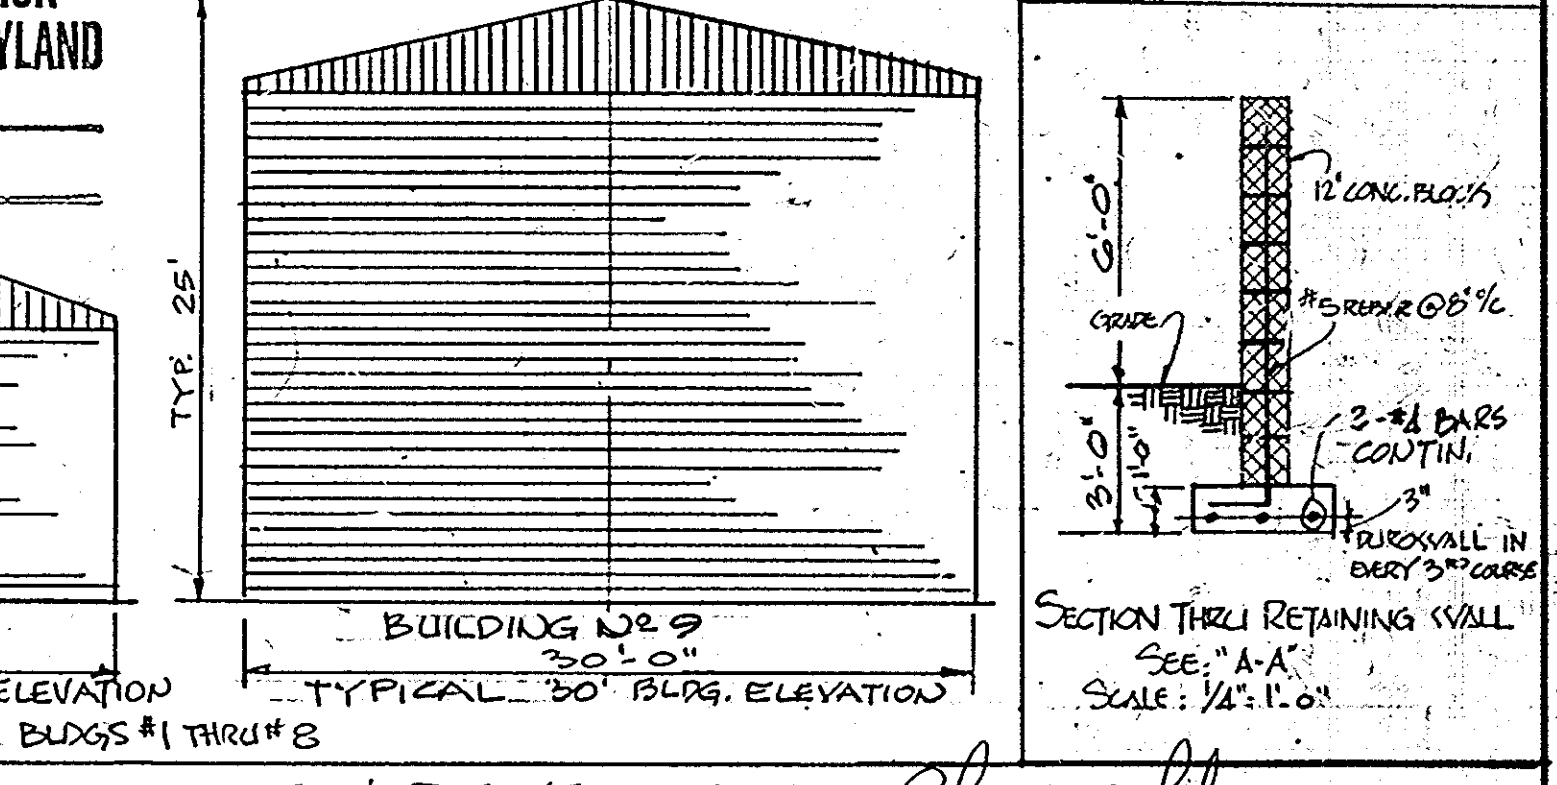 YLAND
TYP. 25'
BUILDING No 9
30'-0"
TYPICAL 30' BLDG. ELEVATION
ELEVATION
BLDGS #1 THRU #8
6'-0"
12" CONC. BLOCK
#5 REBAR @ 8" o/c
GRADE
3'-0"
1'-0"
3-#4 BARS
CONTIN.
3"
DUROWALL IN
EVERY 3RD COURSE
SECTION THRU RETAINING WALL
SEE: "A-A"
SCALE: 1/4"=1'-0"